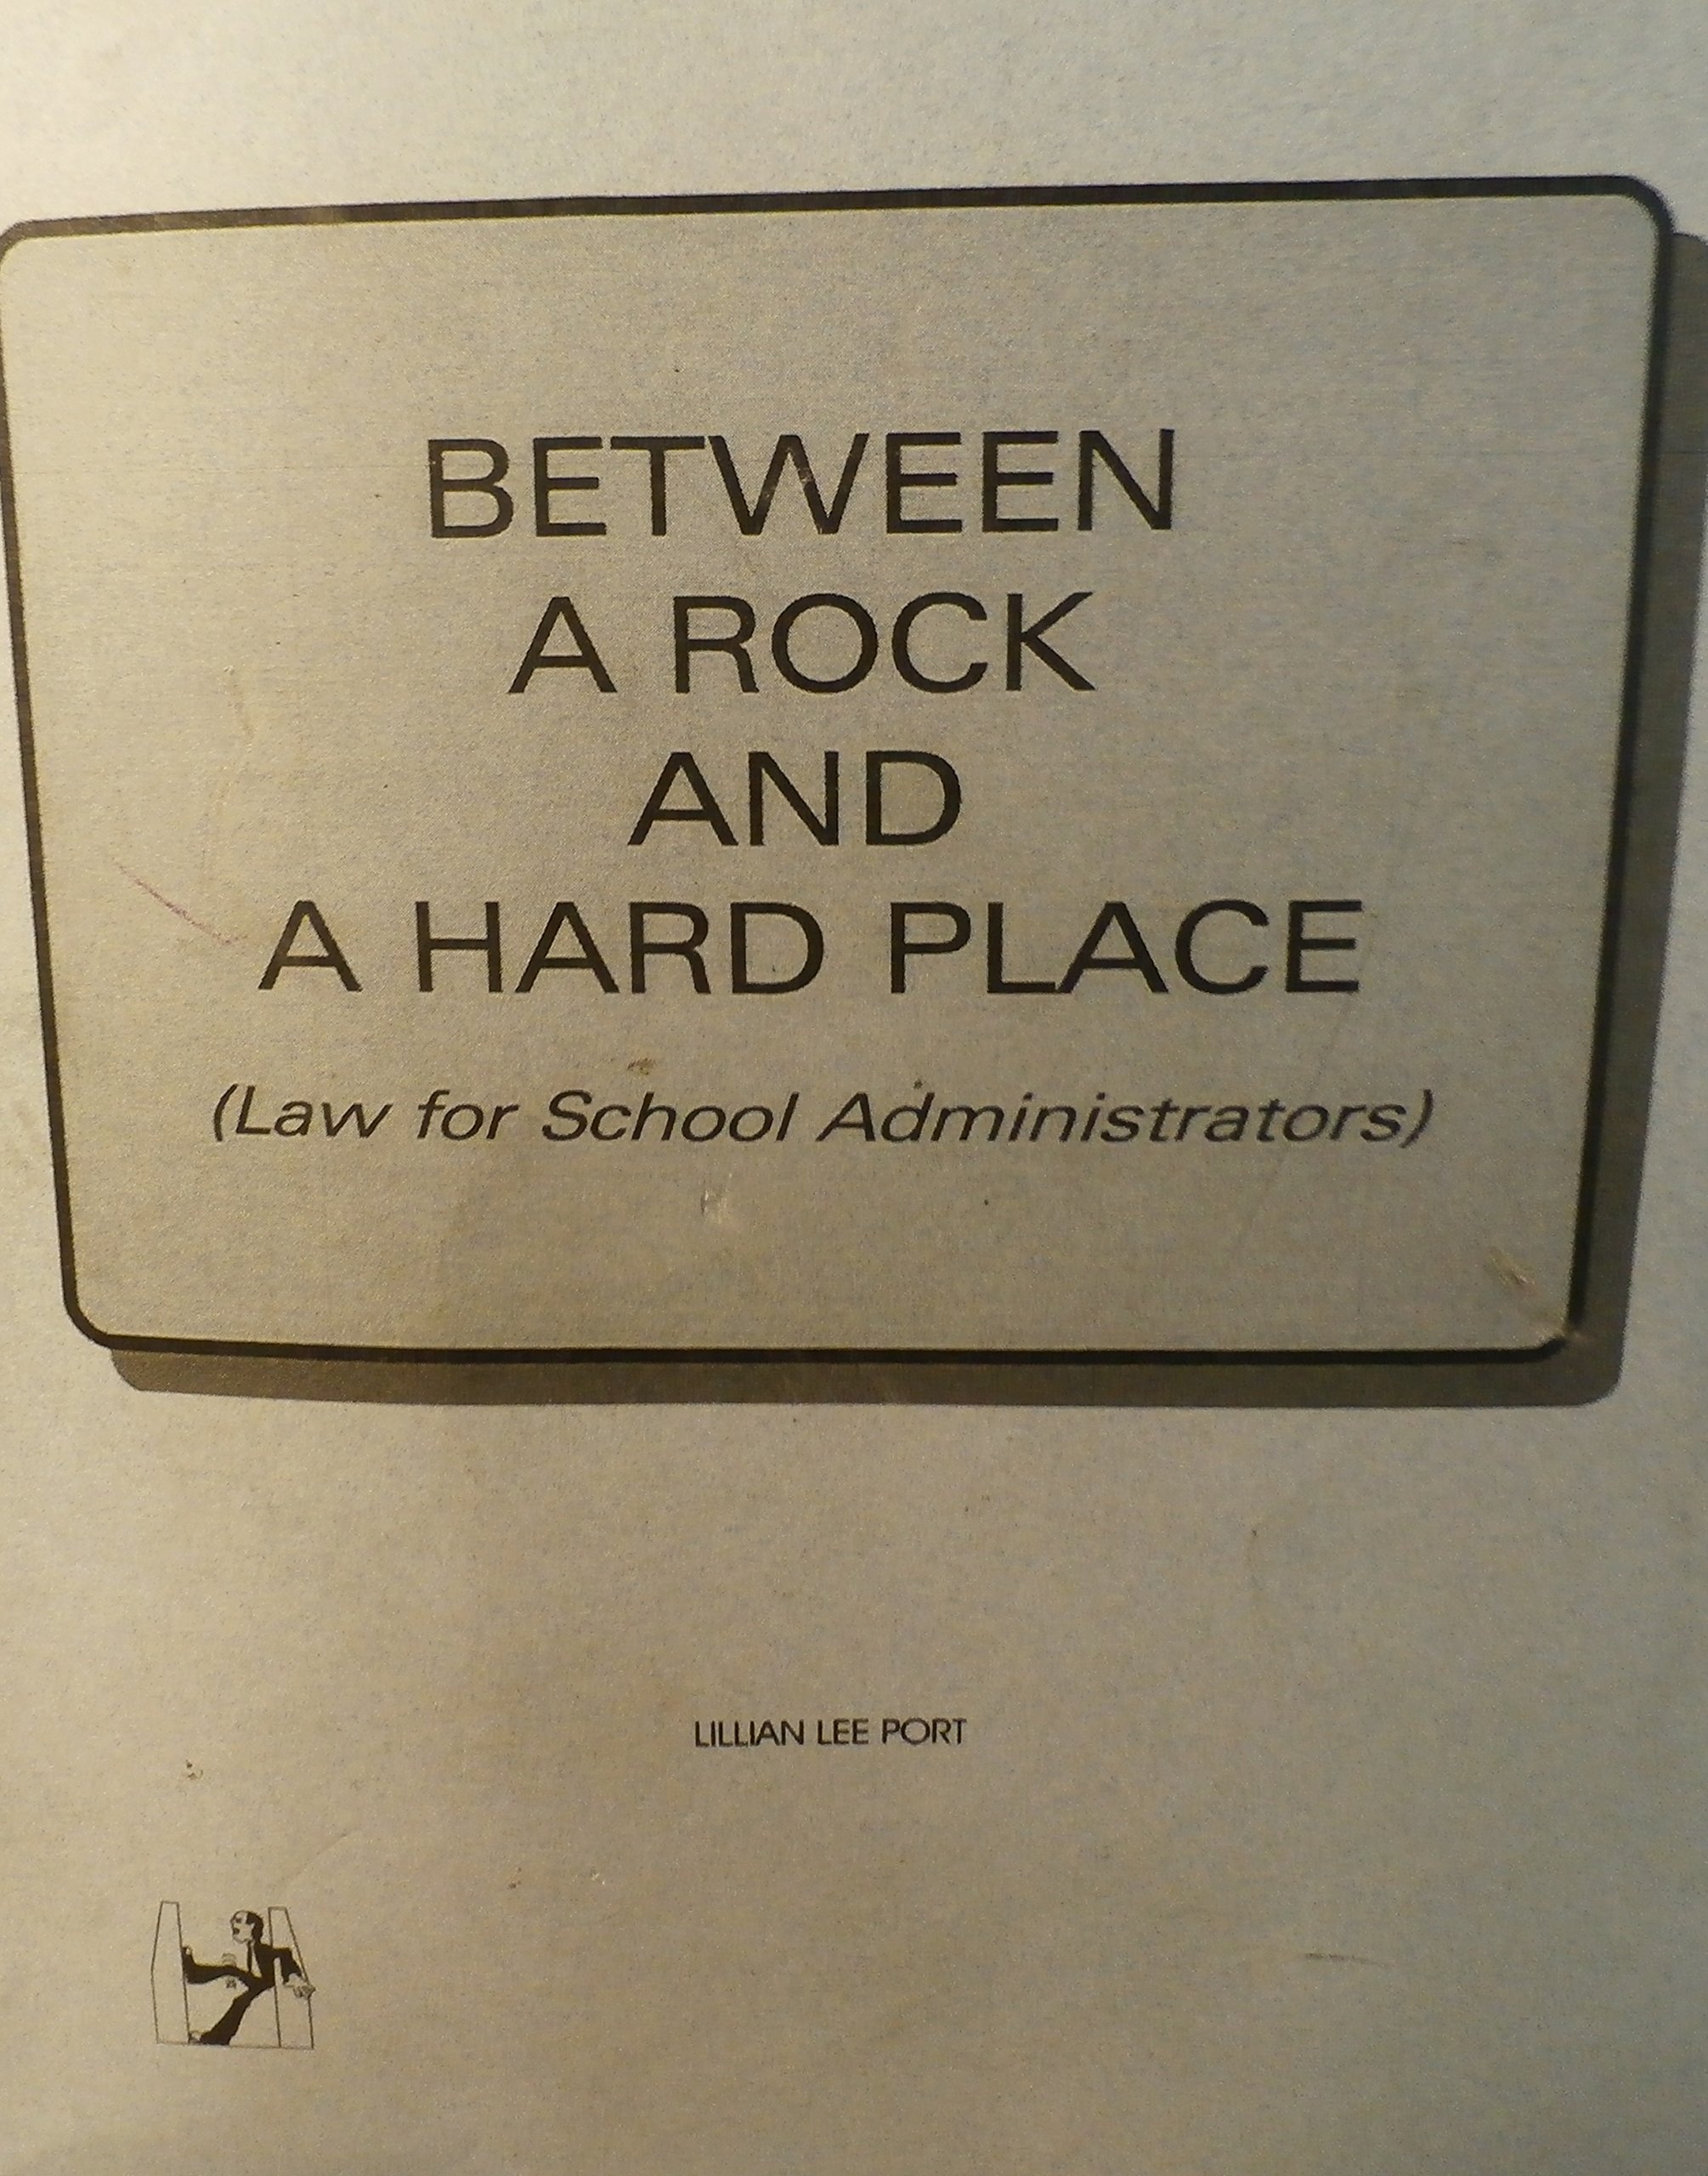 BETWEEN
A ROCK
AND
A HARD PLACE
(Law for School Administrators)
LILLIAN LEE PORT